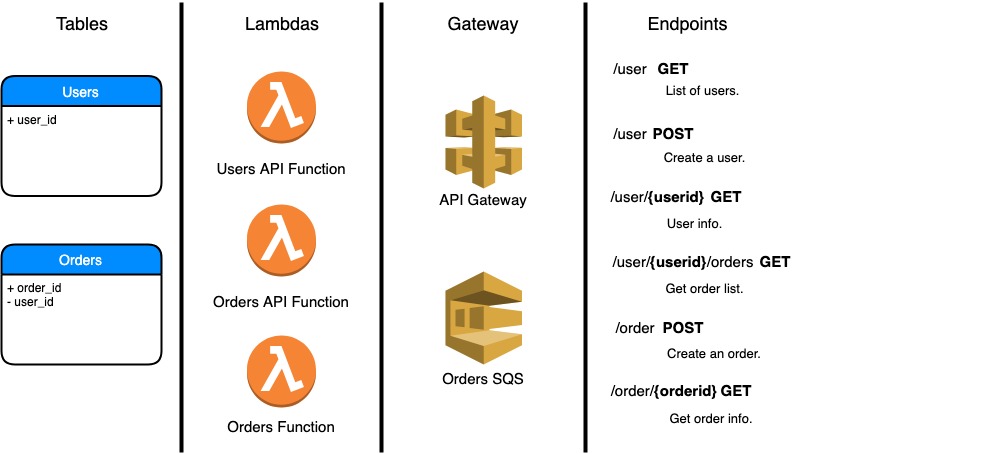 Tables
Users
+ user_id
Orders
+ order_id
- user_id
Lambdas
Users API Function
Orders API Function
Orders Function
Gateway
API Gateway
Orders SQS
Endpoints
/user GET
List of users.
/user POST
Create a user.
/user/{userid} GET
User info.
/user/{userid}/orders GET
Get order list.
/order POST
Create an order.
/order/{orderid} GET
Get order info.